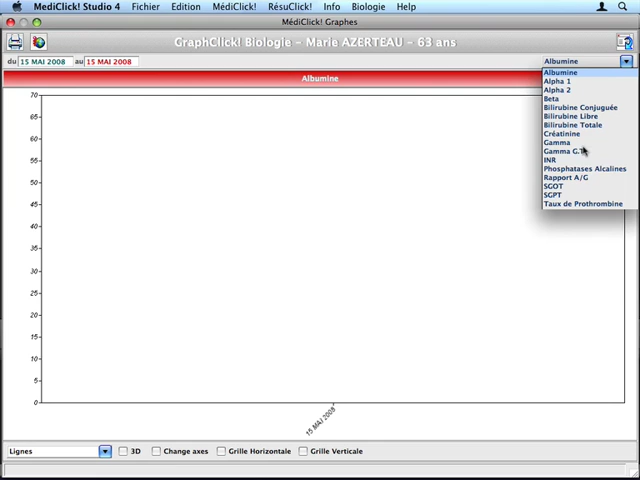 MediClick! Studio 4 Fichier Edition MédiClick! RésuClick! Info Biologie Help
MédiClick! Graphes
GraphClick! Biologie - Marie AZERTEAU - 63 ans
du 15 MAI 2008 au 15 MAI 2008 Albumine
Albumine
Albumine
Alpha 1
Alpha 2
Beta
Bilirubine Conjuguée
Bilirubine Libre
Bilirubine Totale
Créatinine
Gamma
Gamma G.T
INR
Phosphatases Alcalines
Rapport A/G
SGOT
SGPT
Taux de Prothrombine
70
65
60
55
50
45
40
35
30
25
20
15
10
5
0
15 MAI 2008
Lignes 3D Change axes Grille Horizontale Grille Verticale